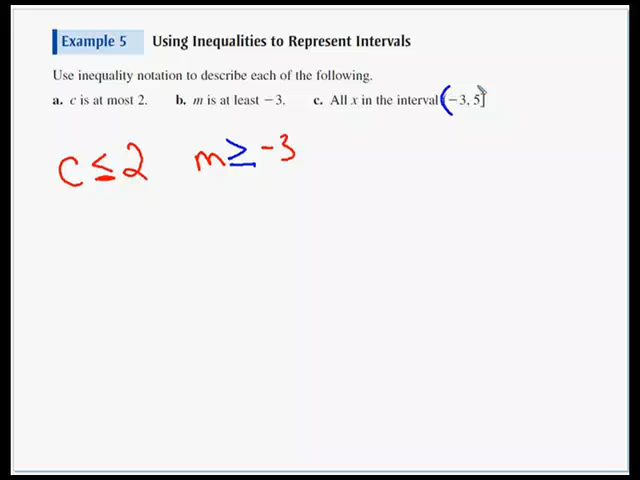 Example 5 Using Inequalities to Represent Intervals
Use inequality notation to describe each of the following.
a. c is at most 2. b. m is at least −3. c. All x in the interval (−3, 5]
c ≤ 2 m ≥ -3